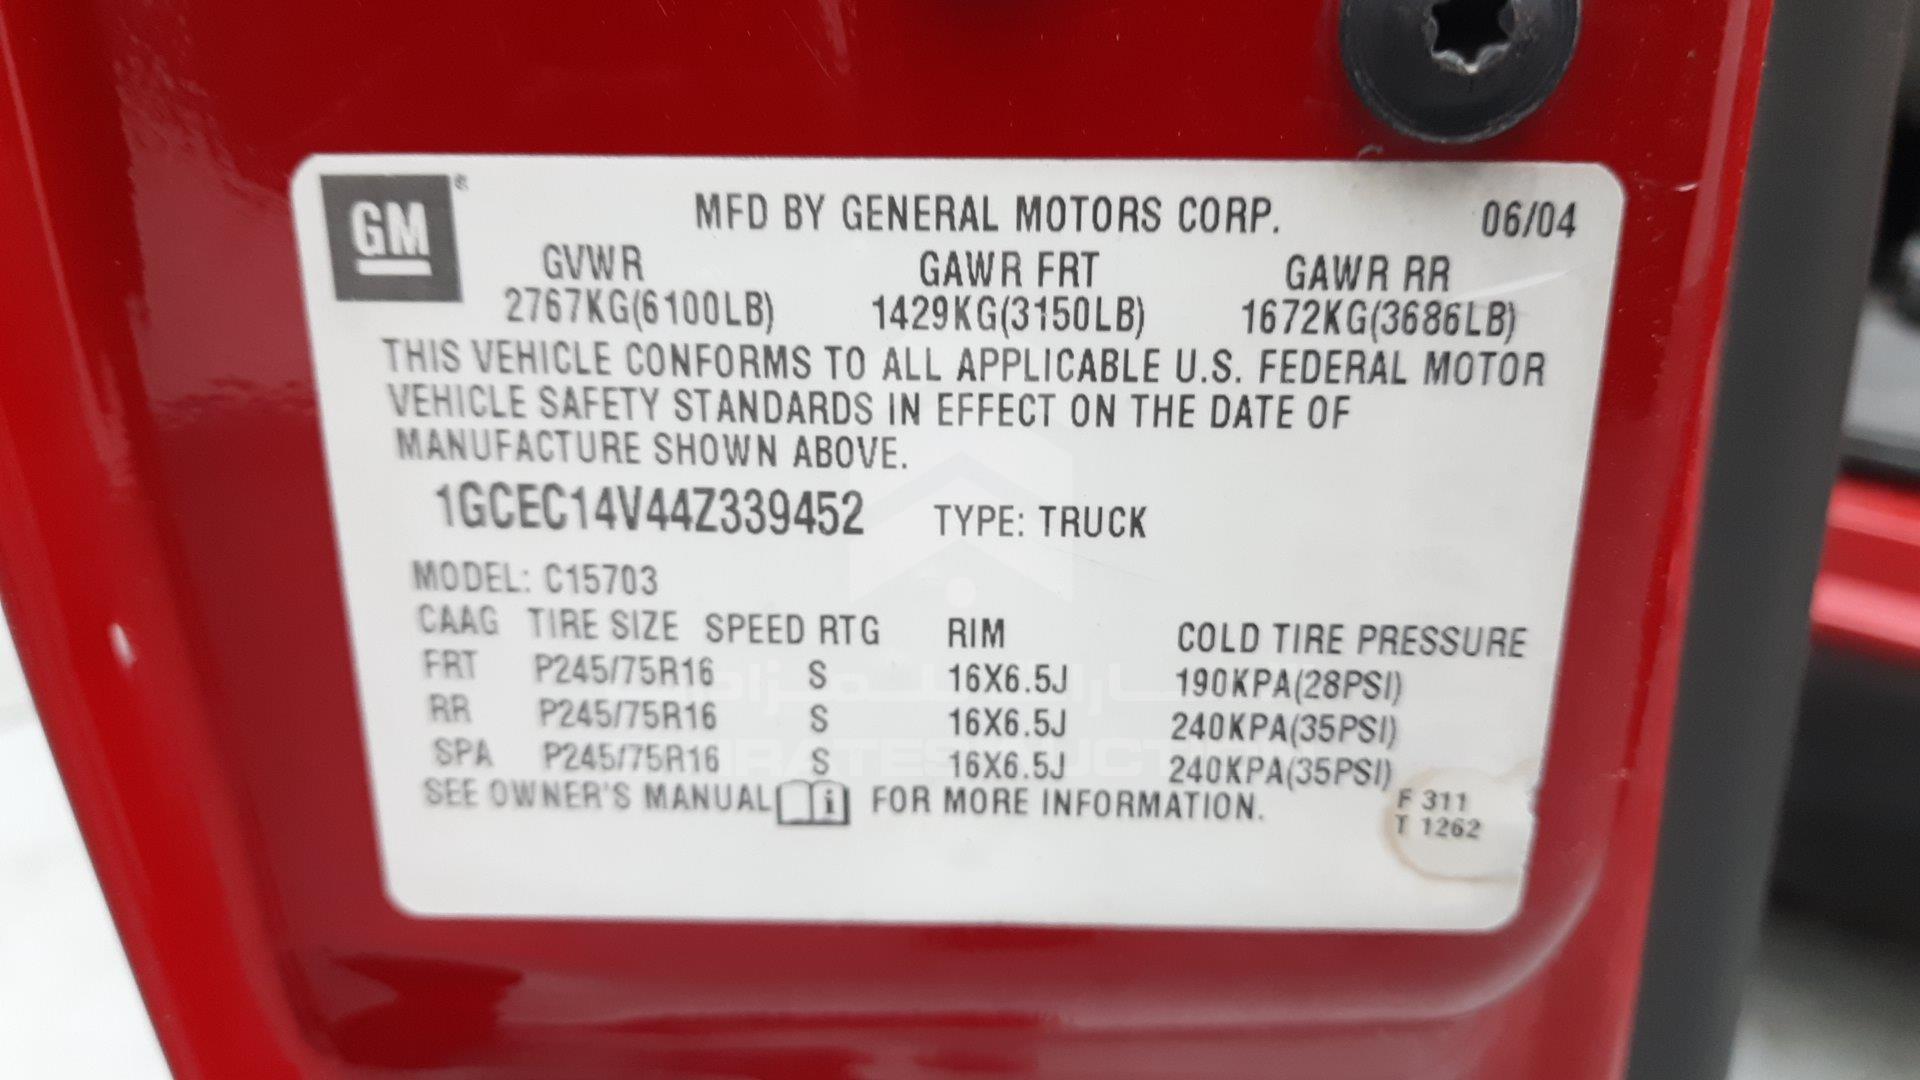 GM ®
MFD BY GENERAL MOTORS CORP. 06/04
GVWR GAWR FRT GAWR RR
2767KG(6100LB) 1429KG(3150LB) 1672KG(3686LB)
THIS VEHICLE CONFORMS TO ALL APPLICABLE U.S. FEDERAL MOTOR
VEHICLE SAFETY STANDARDS IN EFFECT ON THE DATE OF
MANUFACTURE SHOWN ABOVE.
1GCEC14V44Z339452 TYPE: TRUCK
MODEL: C15703
CAAG TIRE SIZE SPEED RTG RIM COLD TIRE PRESSURE
FRT P245/75R16 S 16X6.5J 190KPA(28PSI)
RR P245/75R16 S 16X6.5J 240KPA(35PSI)
SPA P245/75R16 S 16X6.5J 240KPA(35PSI)
SEE OWNER'S MANUAL i FOR MORE INFORMATION.
F 311
T 1262